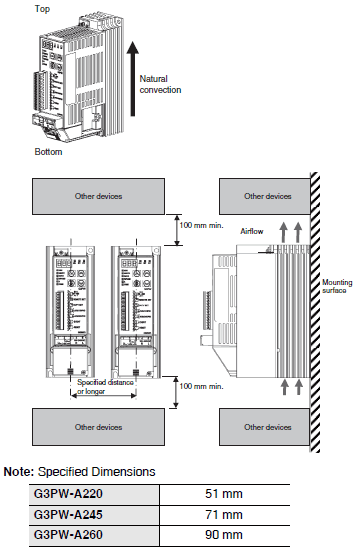 Top
Natural
convection
Bottom
Other devices
Other devices
100 mm min.
Airflow
Mounting
surface
Specified distance
or longer
100 mm min.
Other devices
Other devices
Note: Specified Dimensions
G3PW-A220 51 mm
G3PW-A245 71 mm
G3PW-A260 90 mm